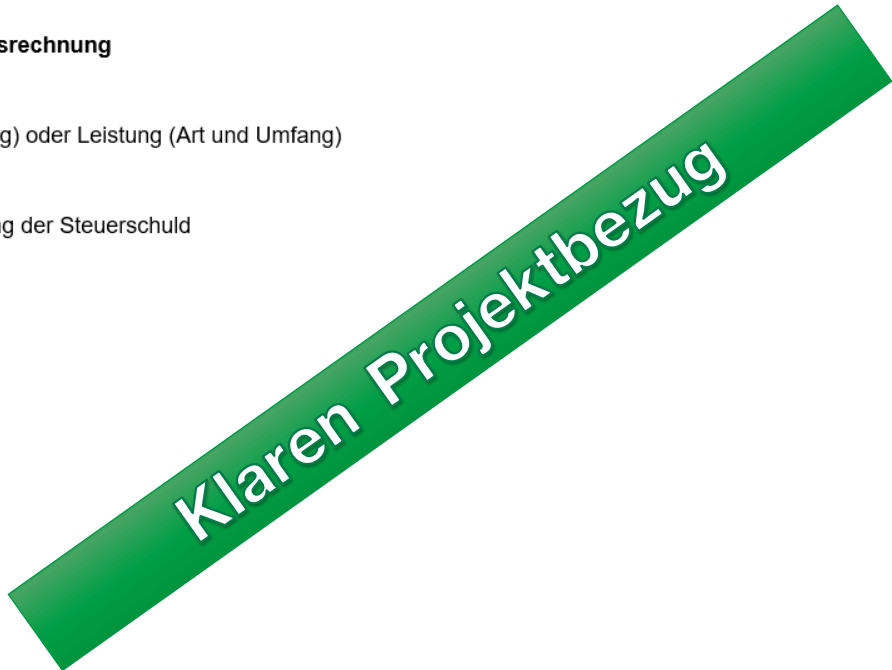 srechnung
g) oder Leistung (Art und Umfang)
g der Steuerschuld
Klaren Projektbezug